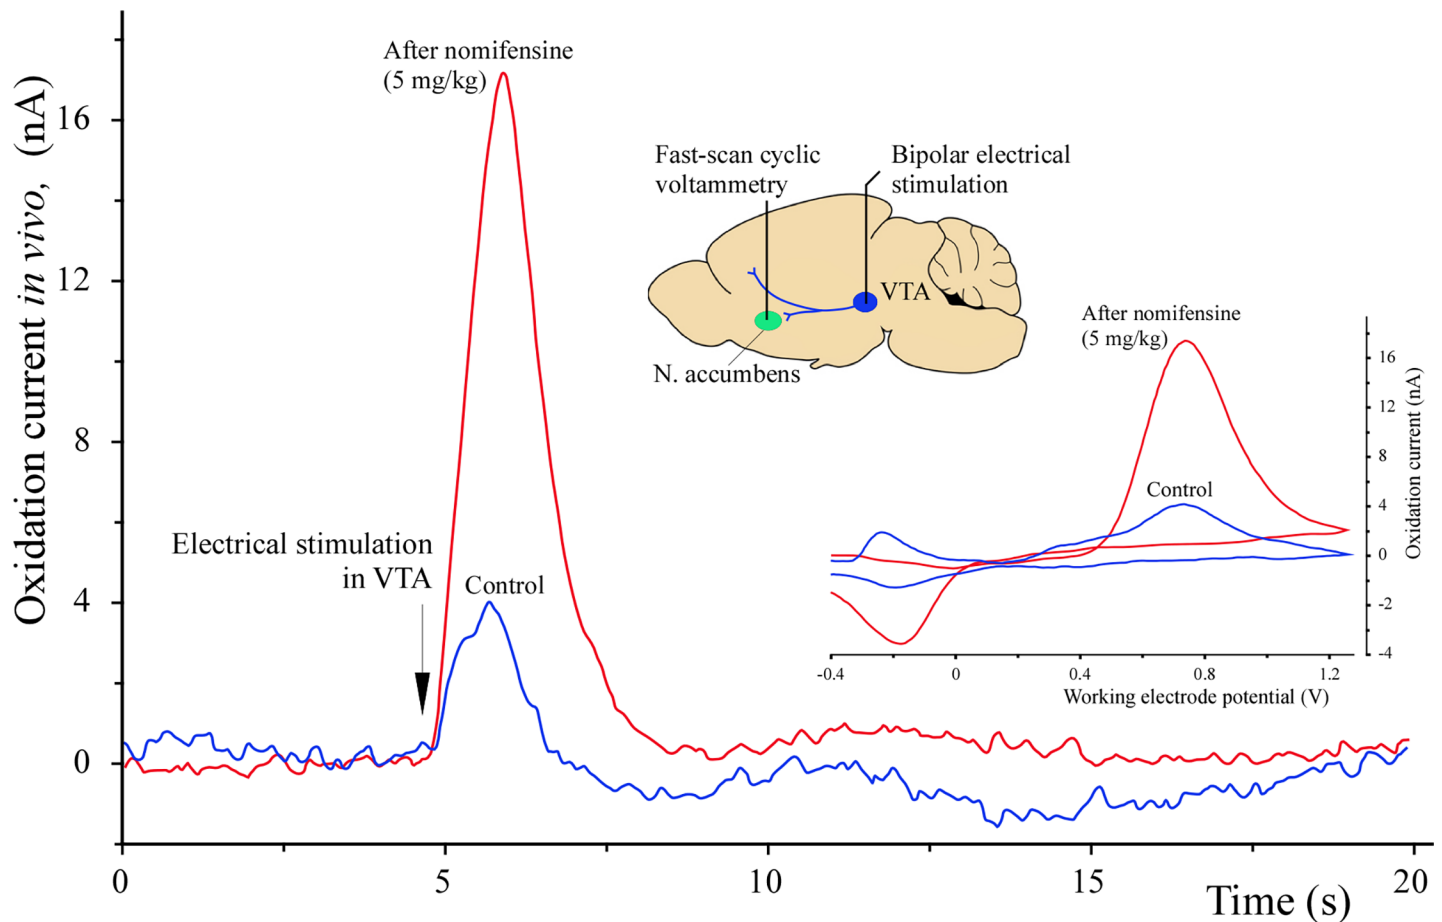 After nomifensine
(5 mg/kg)
Oxidation current in vivo, (nA)
16
12
8
4
0
Electrical stimulation
in VTA
Control
0
5
10
15
20
Time (s)
Fast-scan cyclic
voltammetry
Bipolar electrical
stimulation
VTA
N. accumbens
After nomifensine
(5 mg/kg)
Control
16
12
8
4
0
-2
-4
Oxidation current (nA)
-0.4
0
0.4
0.8
1.2
Working electrode potential (V)